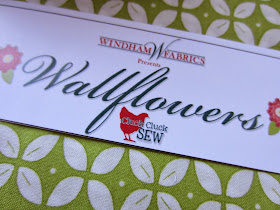 WINDHAM FABRICS
Presents
Wallflowers
Cluck Cluck
SEW